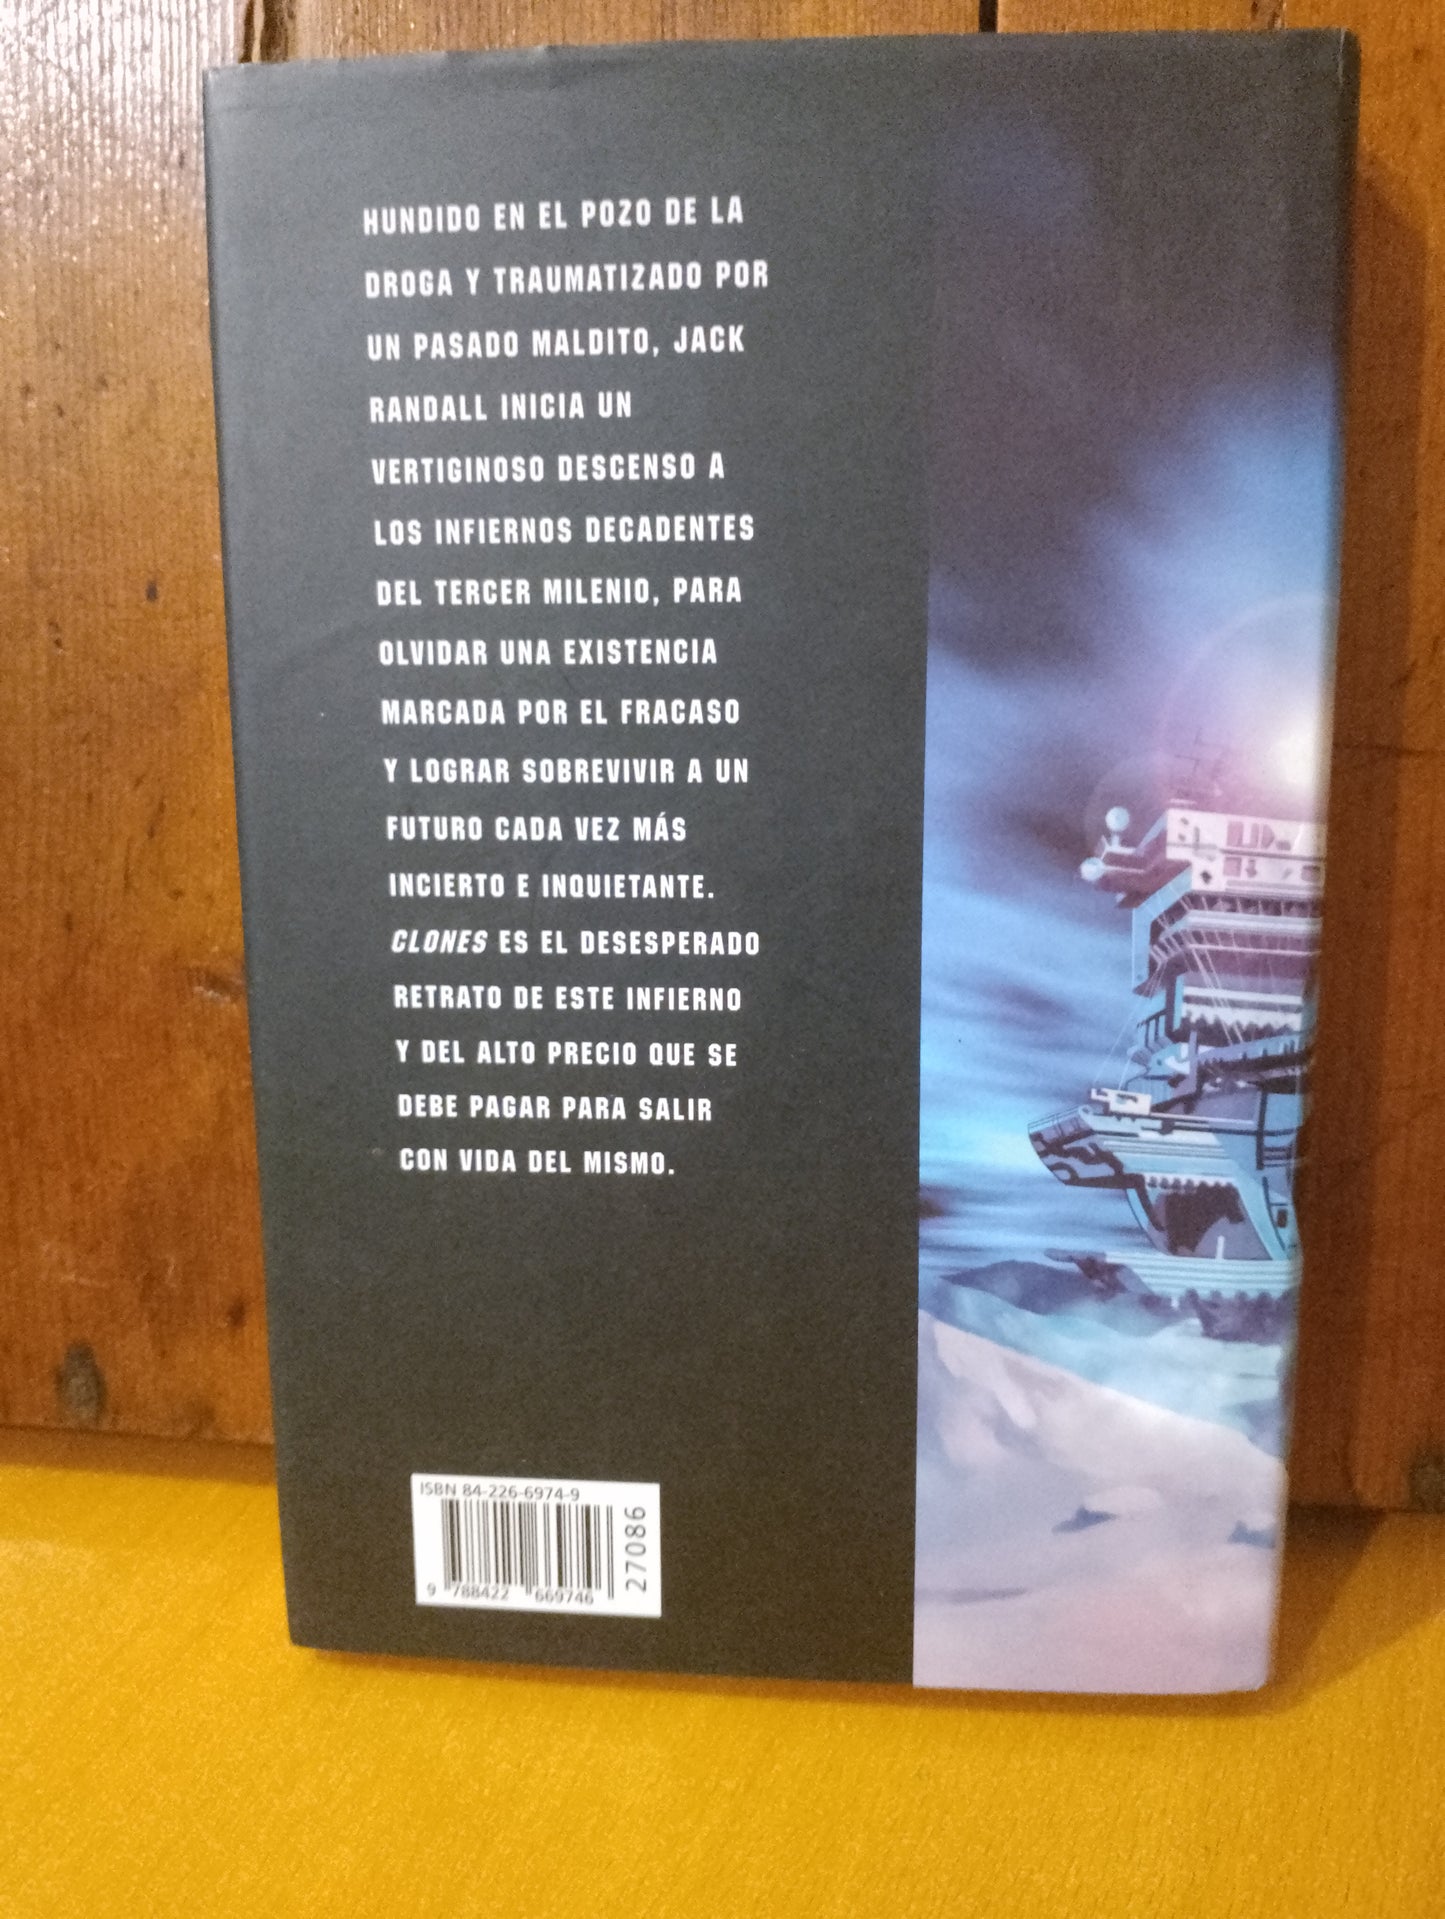 HUNDIDO EN EL POZO DE LA
DROGA Y TRAUMATIZADO POR
UN PASADO MALDITO, JACK
RANDALL INICIA UN
VERTIGINOSO DESCENSO A
LOS INFIERNOS DECADENTES
DEL TERCER MILENIO, PARA
OLVIDAR UNA EXISTENCIA
MARCADA POR EL FRACASO
Y LOGRAR SOBREVIVIR A UN
FUTURO CADA VEZ MÁS
INCIERTO E INQUIETANTE.
CLONES ES EL DESESPERADO
RETRATO DE ESTE INFIERNO
Y DEL ALTO PRECIO QUE SE
DEBE PAGAR PARA SALIR
CON VIDA DEL MISMO.
ISBN 84-226-6974-9
9 788422 669746
27086